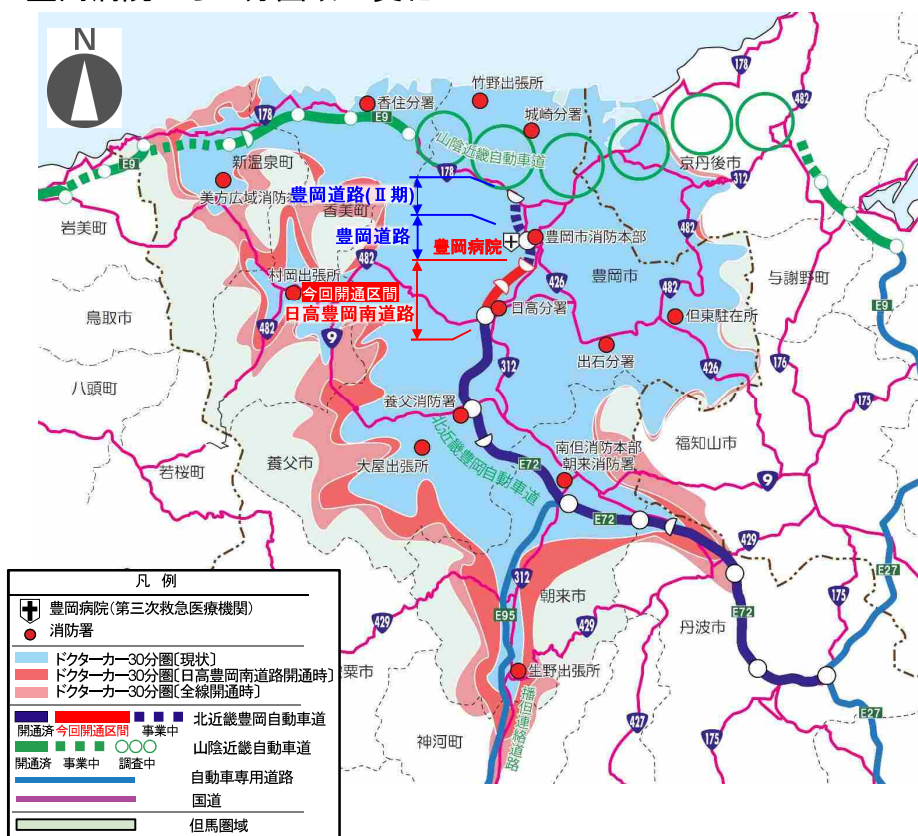 N
竹野出張所
178
482
香住分署
城崎分署
178
E9
山陰近畿自動車道
E9
新温泉町
178
京丹後市
312
美方広域消防本
豊岡道路(Ⅱ期)
香美町
岩美町
豊岡道路
豊岡病院
豊岡市消防本部
482
豊岡市
与謝野町
村岡出張所
426
482
E9
今回開通区間
日高豊岡南道路
日高分署
但東駐在所
鳥取市
482
9
312
出石分署
426
176
八頭町
養父消防署
175
福知山市
若桜町
養父市
大屋出張所
北近畿豊岡自動車道
E72
南但消防本部
朝来消防署
9
E72
429
312
朝来市
E27
E95
429
E72
175
丹波市
429
粟市
生野出張所
播但連絡道路
427
E27
175
神河町
凡 例
豊岡病院(第三次救急医療機関)
消防署
ドクターカー30分圏〔現状〕
ドクターカー30分圏〔日高豊岡南道路開通時〕
ドクターカー30分圏〔全線開通時〕
北近畿豊岡自動車道
開通済 今回開通区間 事業中
山陰近畿自動車道
開通済 事業中 調査中
自動車専用道路
国道
但馬圏域